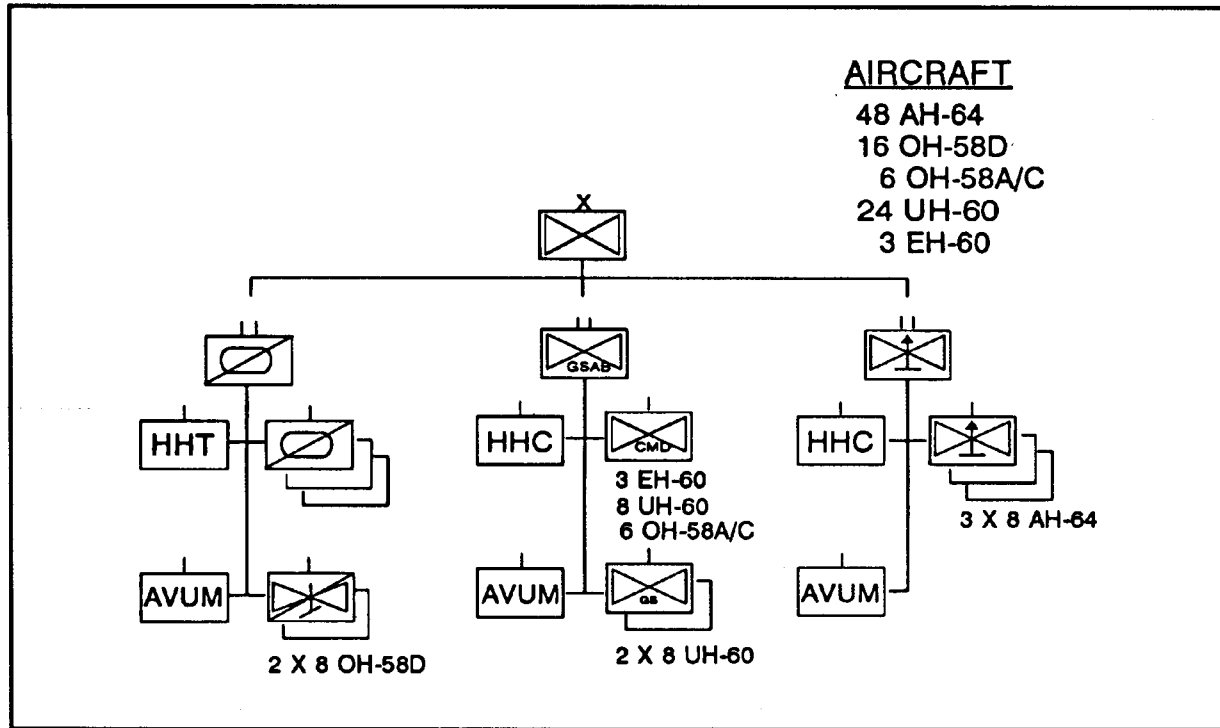 AIRCRAFT
48 AH-64
16 OH-58D
6 OH-58A/C
24 UH-60
3 EH-60
X
GSAB
HHT
HHC
CMD
HHC
3 EH-60
8 UH-60
6 OH-58A/C
3 X 8 AH-64
AVUM
AVUM
GS
AVUM
2 X 8 OH-58D
2 X 8 UH-60